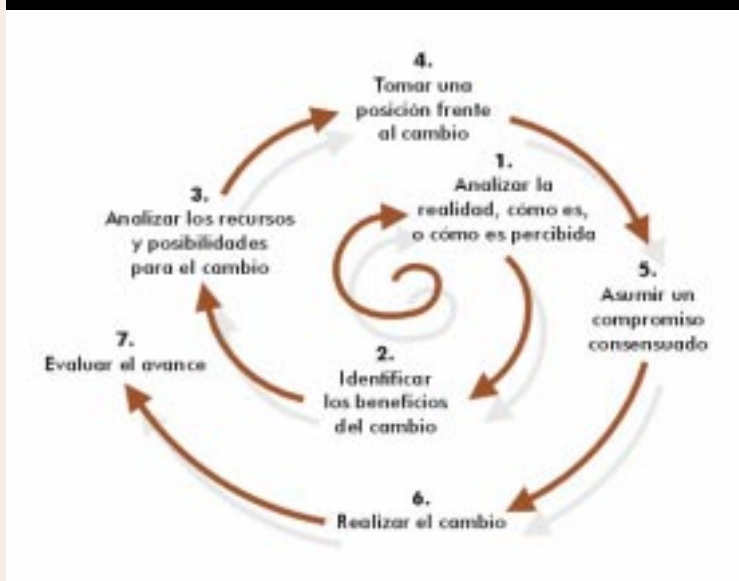 4.
Tomar una
posición frente
al cambio
1.
Analizar la
realidad, cómo es,
o cómo es percibida
3.
Analizar los recursos
y posibilidades
para el cambio
5.
Asumir un
compromiso
consensuado
7.
Evaluar el avance
2.
Identificar
los beneficios
del cambio
6.
Realizar el cambio